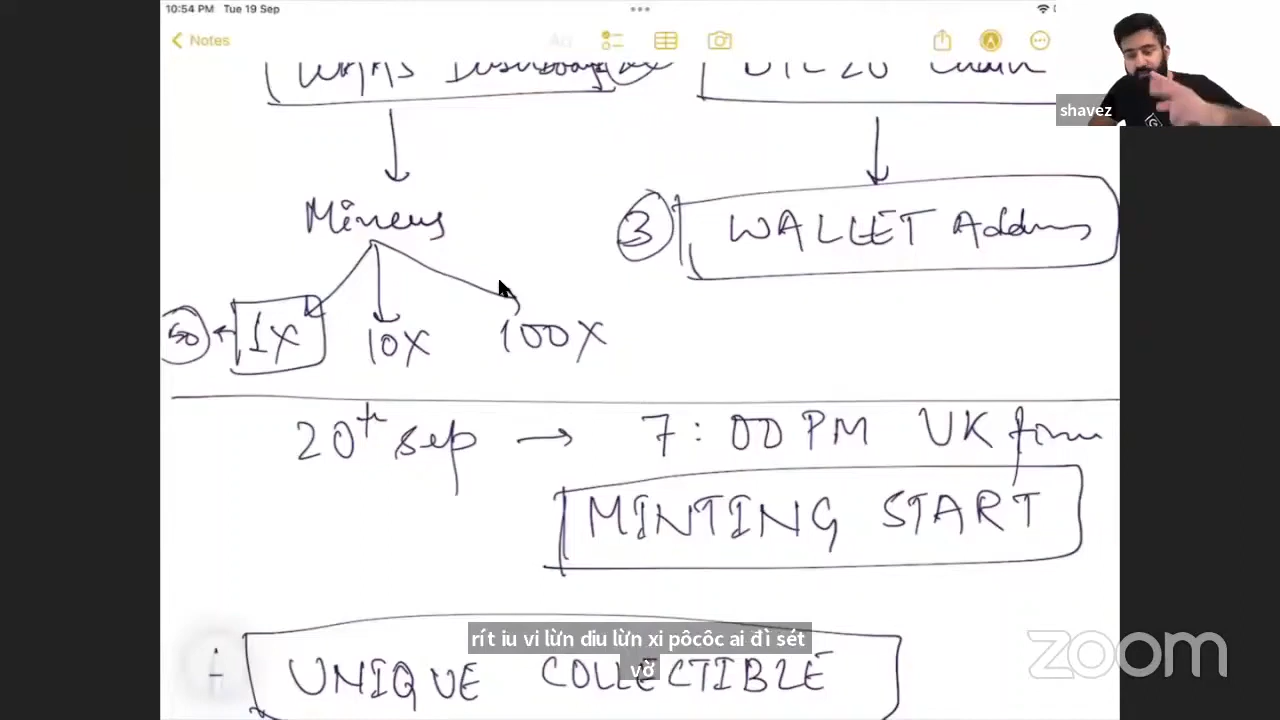 10:54 PM Tue 19 Sep
Notes
shavez
Miners
3 WALLET Address
50 1X 10X 100X
20th sep → 7:00 PM UK time
MINTING START
rít iu vi lừn diu lừn xi pôcôc ai đì sét
vờ
UNIQUE COLLECTIBLE
zoom